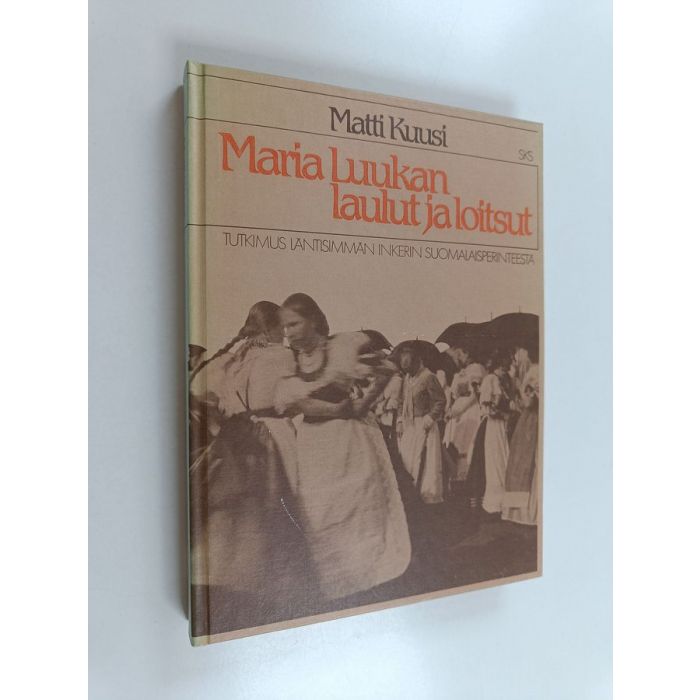 Matti Kuusi
SKS
Maria Luukan
laulut ja loitsut
TUTKIMUS LÄNTISIMMÄN INKERIN SUOMALAISPERINTEESTÄ